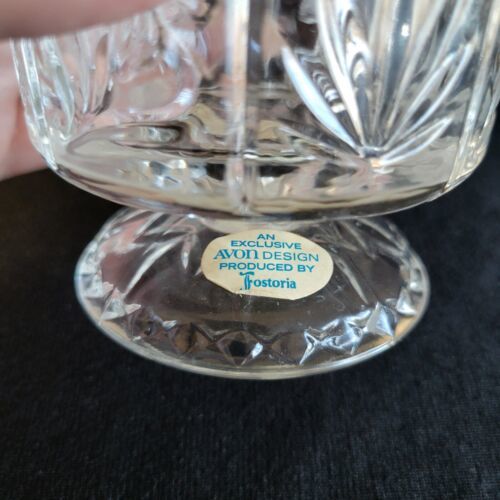 AN
EXCLUSIVE
AVON DESIGN
PRODUCED BY
Fostoria